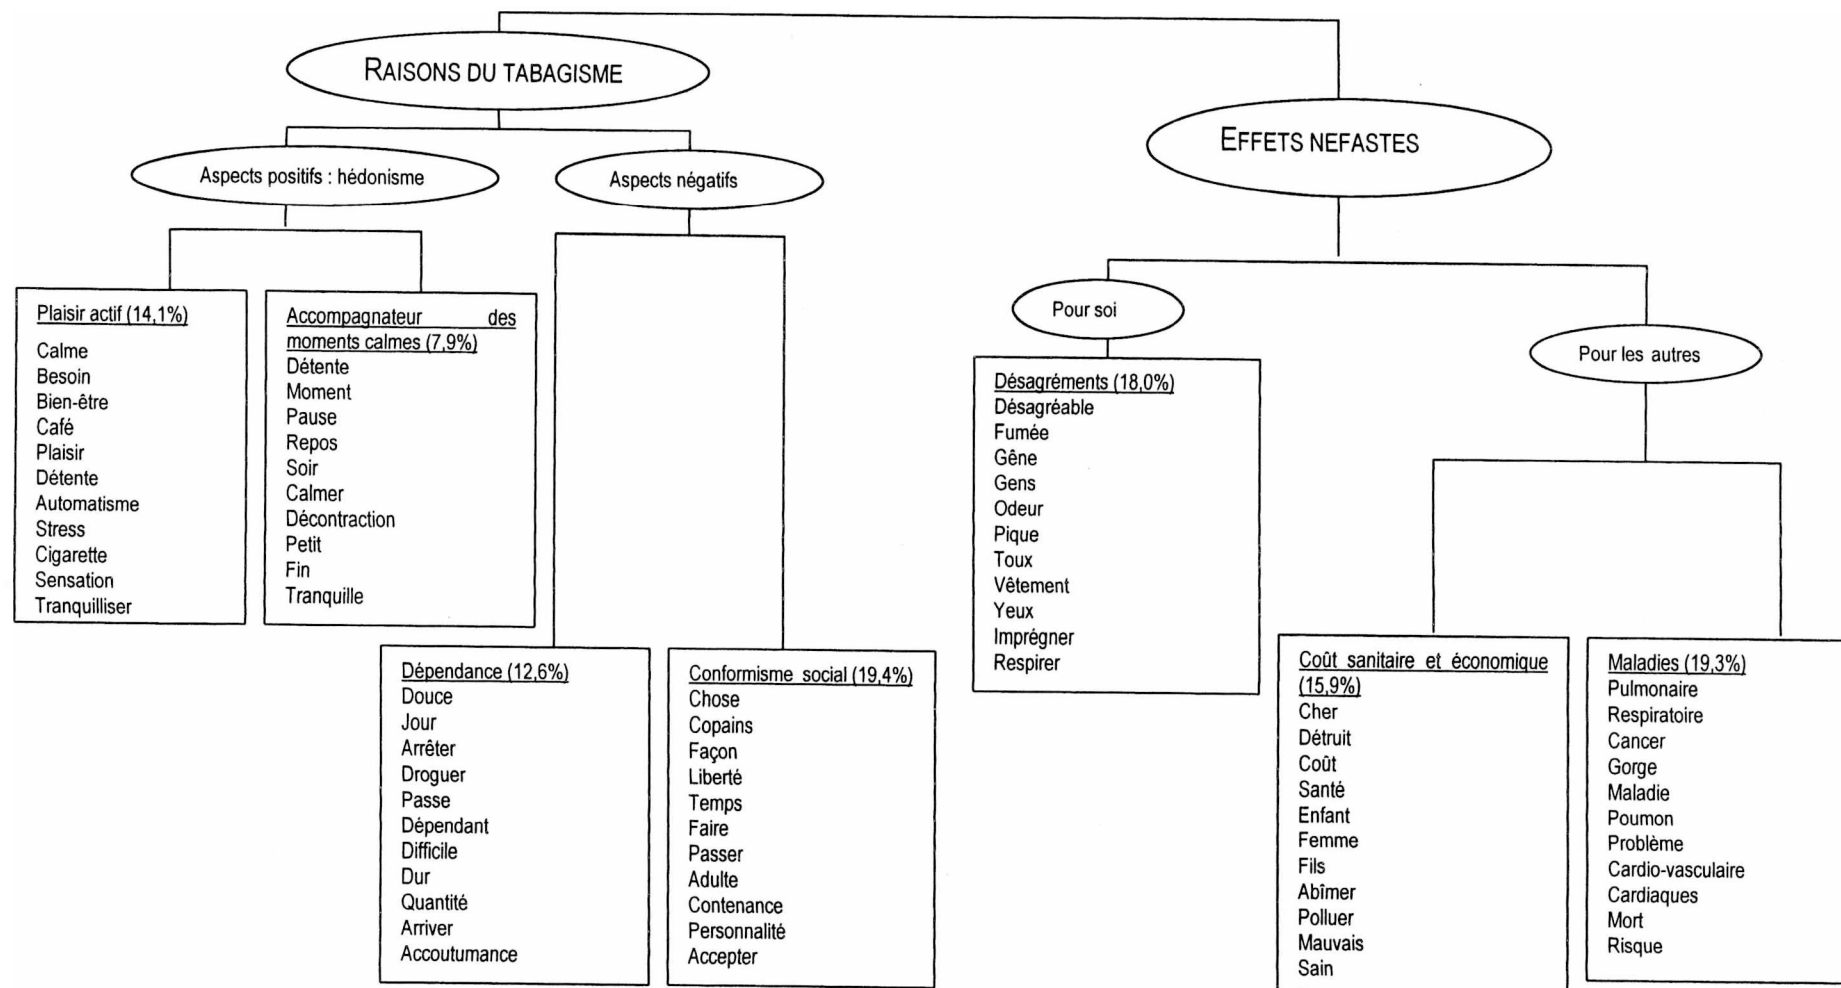 RAISONS DU TABAGISME
EFFETS NEFASTES
Aspects positifs : hédonisme
Aspects négatifs
Plaisir actif (14,1%)
Calme
Besoin
Bien-être
Café
Plaisir
Détente
Automatisme
Stress
Cigarette
Sensation
Tranquilliser
Accompagnateur des
moments calmes (7,9%)
Détente
Moment
Pause
Repos
Soir
Calmer
Décontraction
Petit
Fin
Tranquille
Dépendance (12,6%)
Douce
Jour
Arrêter
Droguer
Passe
Dépendant
Difficile
Dur
Quantité
Arriver
Accoutumance
Conformisme social (19,4%)
Chose
Copains
Façon
Liberté
Temps
Faire
Passer
Adulte
Contenance
Personnalité
Accepter
Pour soi
Pour les autres
Désagréments (18,0%)
Désagréable
Fumée
Gêne
Gens
Odeur
Pique
Toux
Vêtement
Yeux
Imprégner
Respirer
Coût sanitaire et économique
(15,9%)
Cher
Détruit
Coût
Santé
Enfant
Femme
Fils
Abîmer
Polluer
Mauvais
Sain
Maladies (19,3%)
Pulmonaire
Respiratoire
Cancer
Gorge
Maladie
Poumon
Problème
Cardio-vasculaire
Cardiaques
Mort
Risque